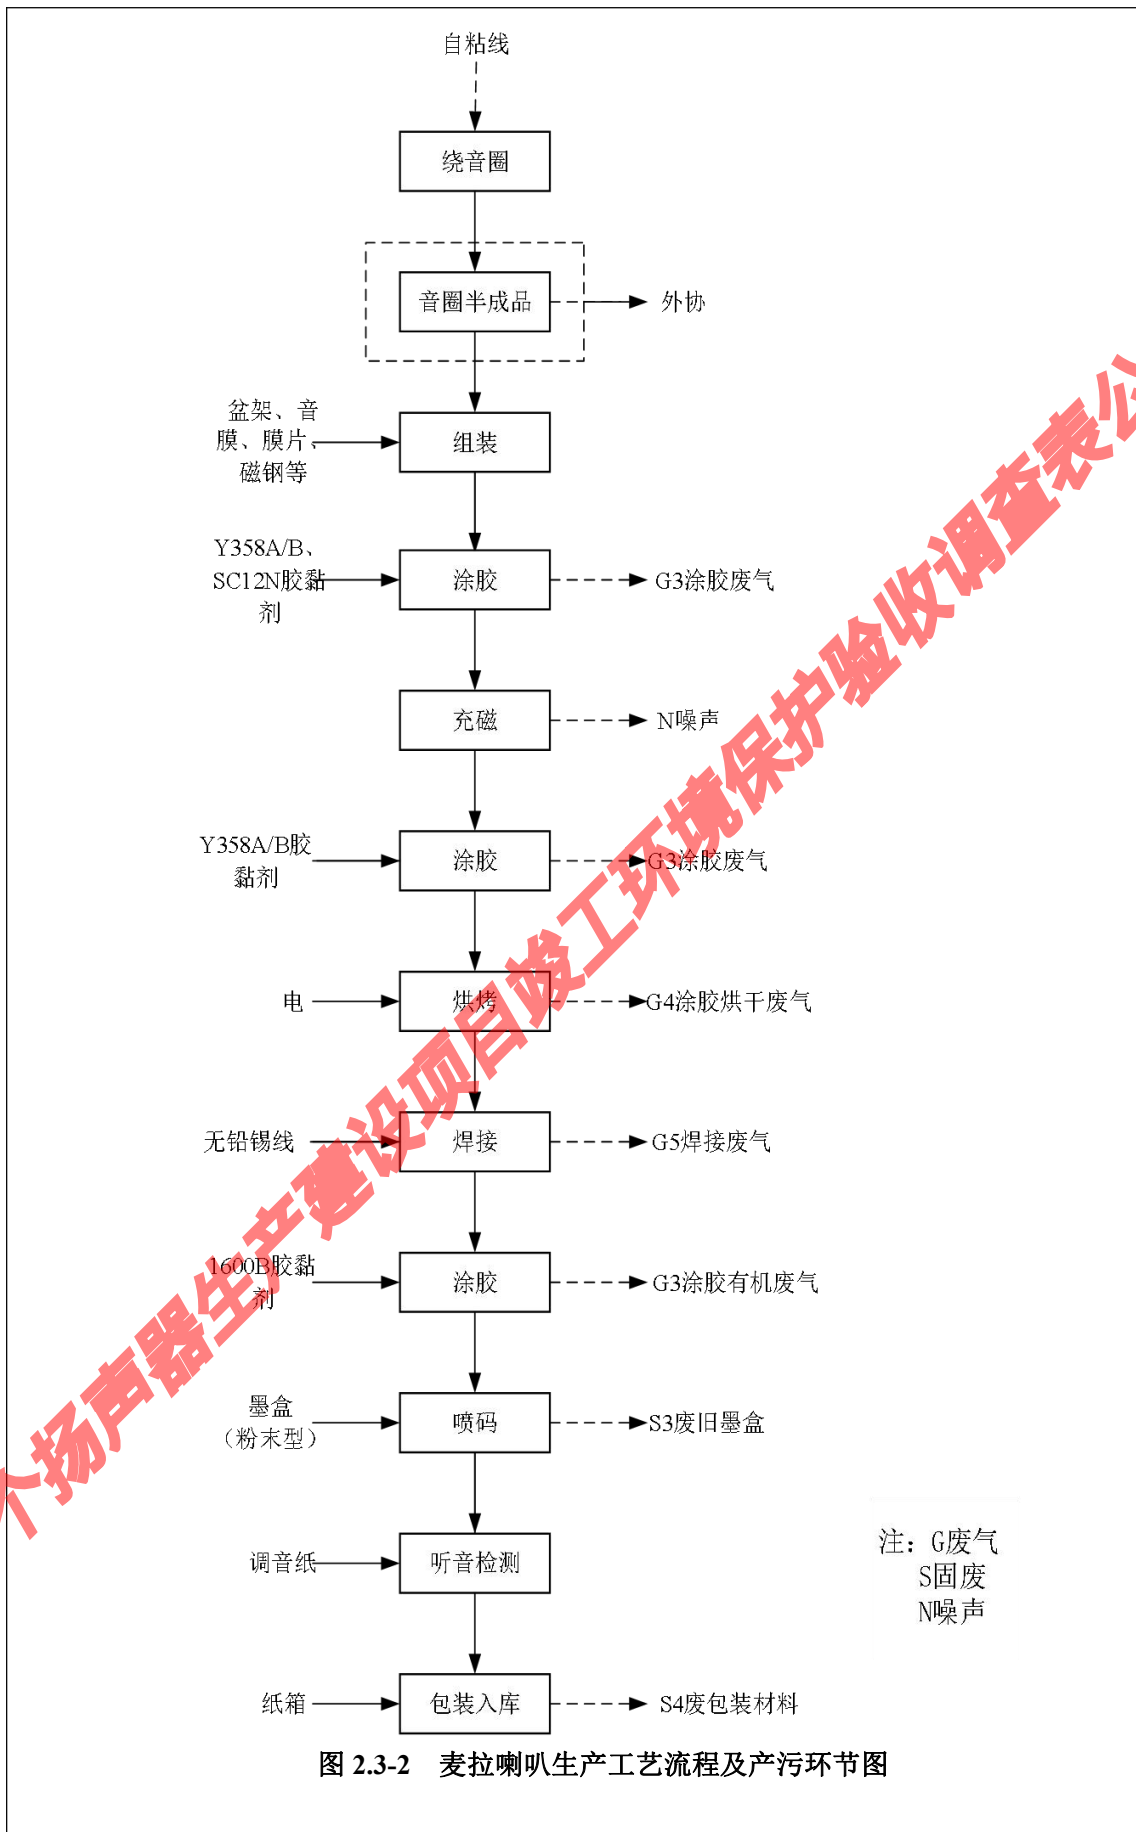 自粘线
绕音圈
音圈半成品
外协
盆架、音
膜、膜片、
磁钢等
组装
Y358A/B、
SC12N胶黏
剂
涂胶
G3涂胶废气
充磁
N噪声
Y358A/B胶
黏剂
涂胶
G3涂胶废气
电
烘烤
G4涂胶烘干废气
无铅锡线
焊接
G5焊接废气
1600B胶黏
剂
涂胶
G3涂胶有机废气
墨盒
（粉末型）
喷码
S3废旧墨盒
调音纸
听音检测
注：G废气
S固废
N噪声
纸箱
包装入库
S4废包装材料
图 2.3-2 麦拉喇叭生产工艺流程及产污环节图
个扬声器生产建设项目竣工环境保护验收调查表公